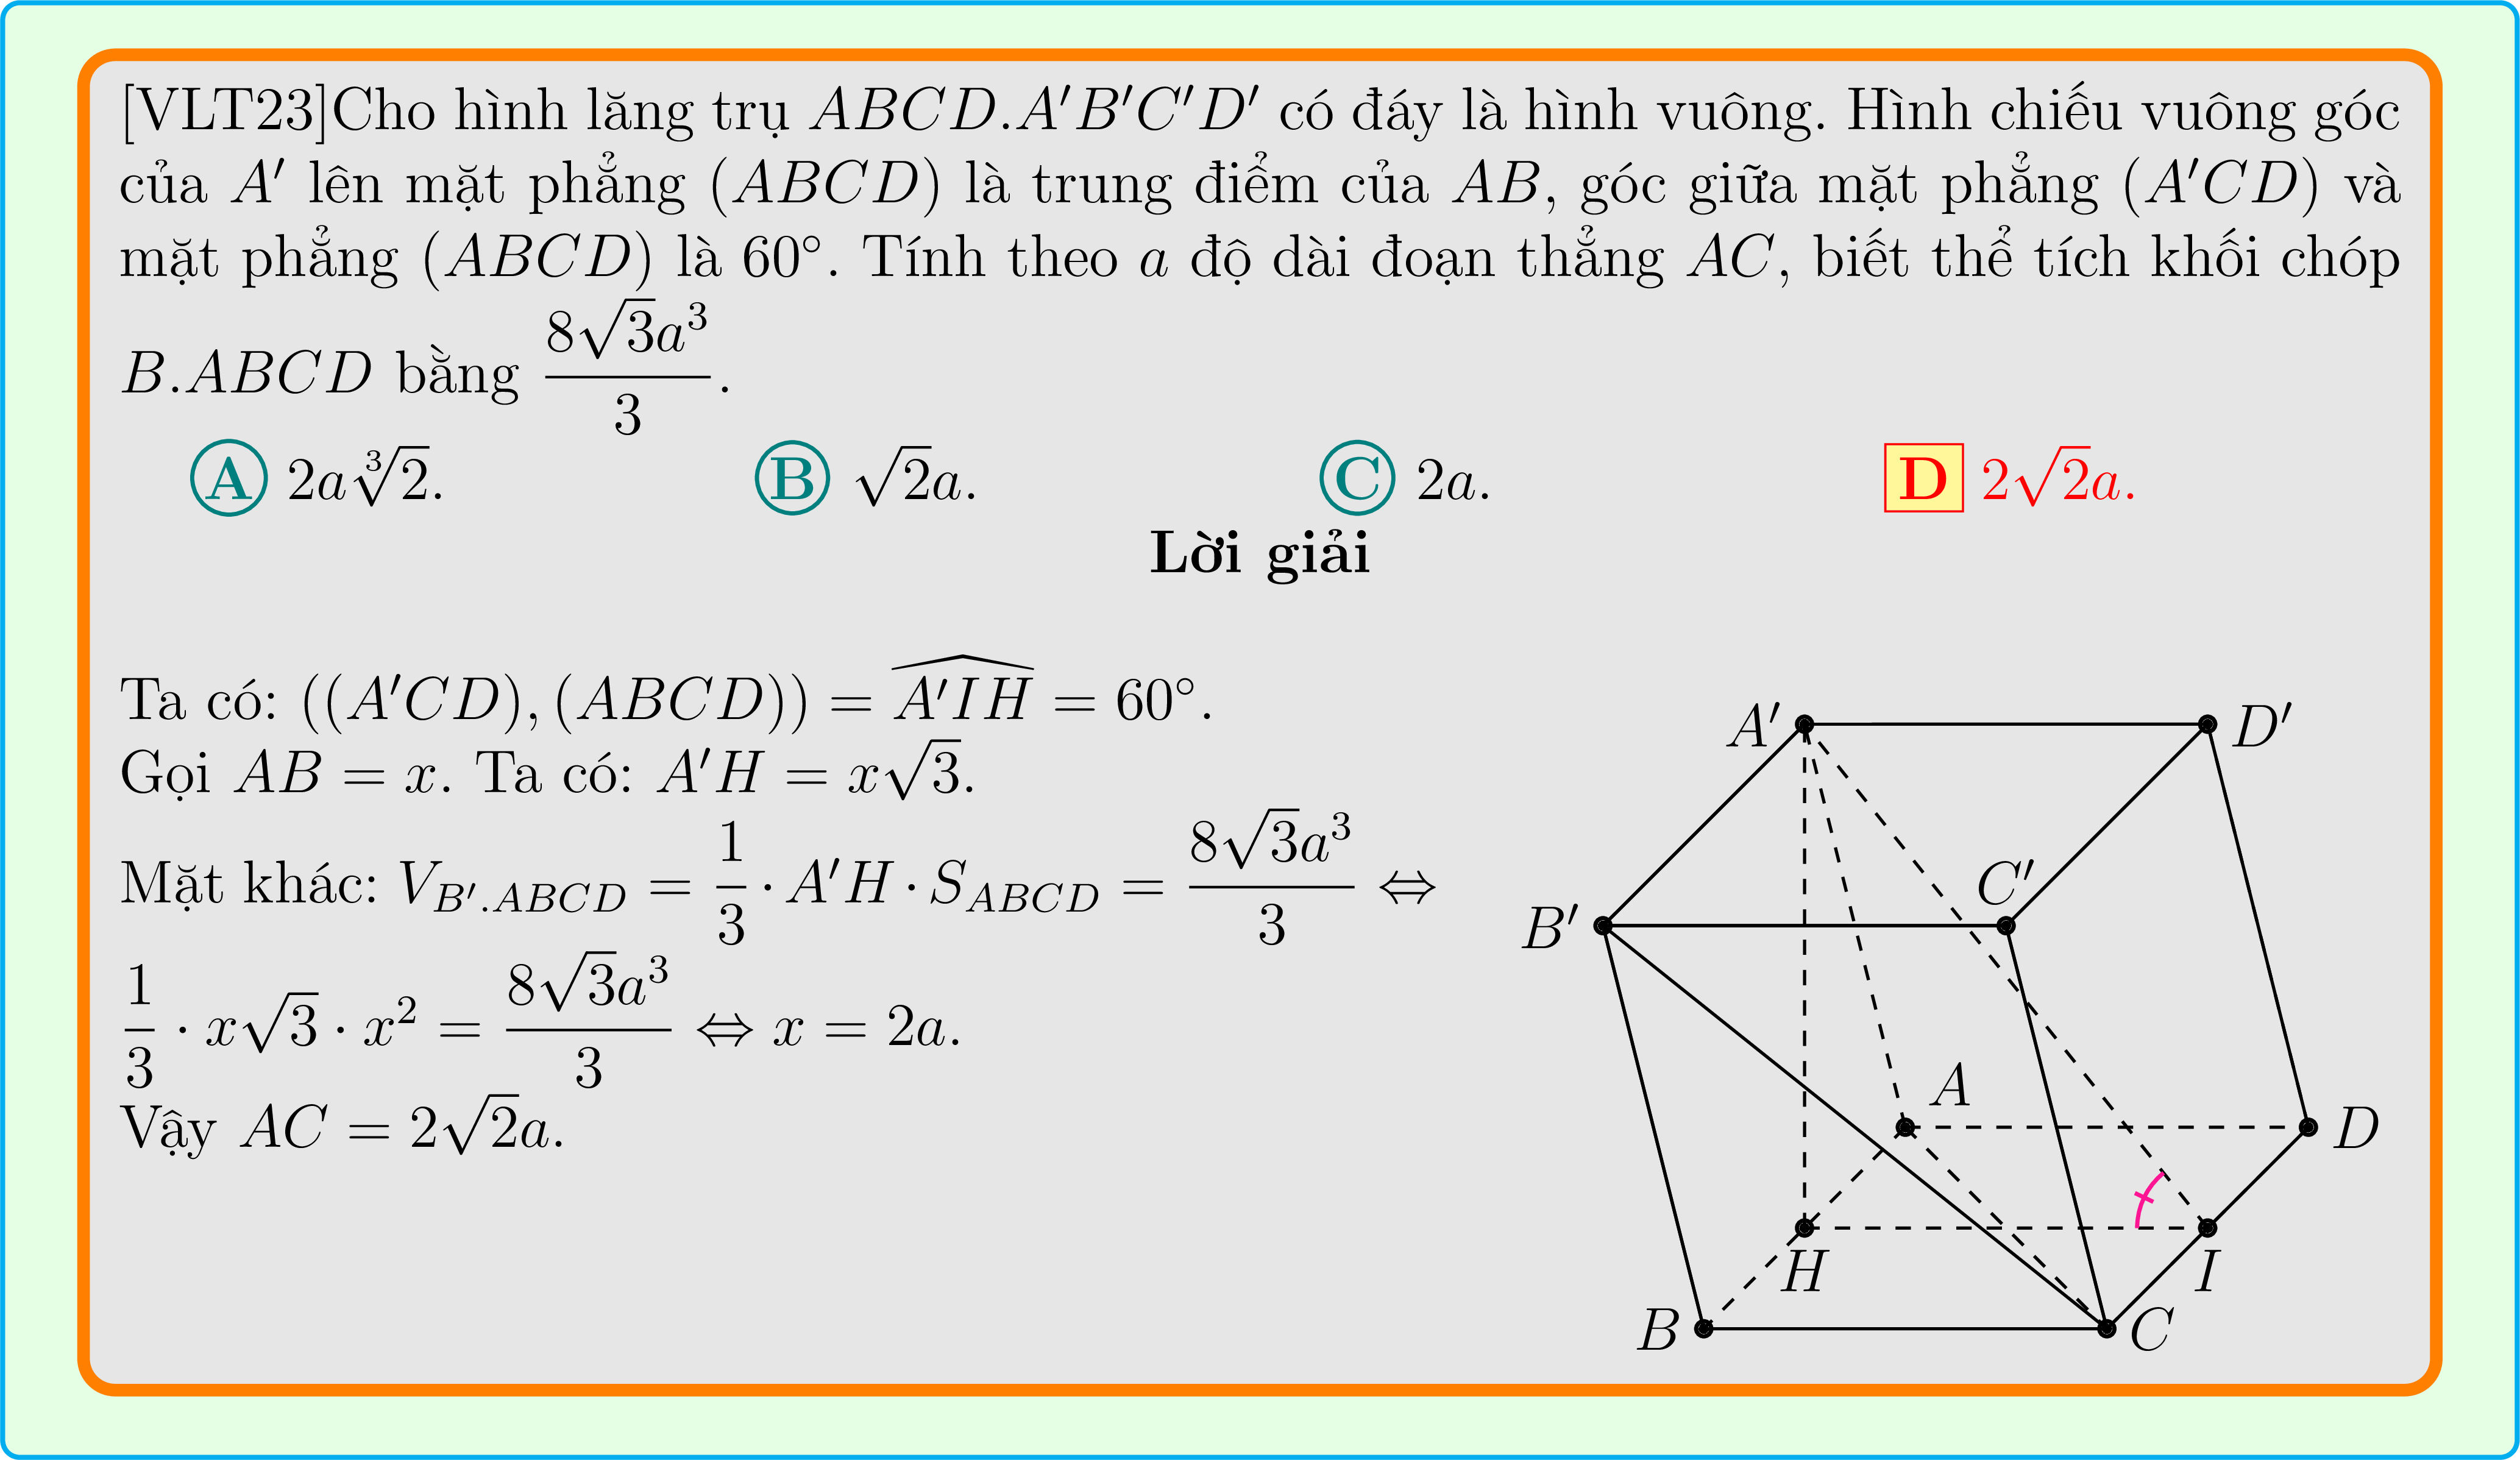 [VLT23]Cho hình lăng trụ ABCD.A′B′C′D′ có đáy là hình vuông. Hình chiếu vuông góc
của A′ lên mặt phẳng (ABCD) là trung điểm của AB, góc giữa mặt phẳng (A′CD) và
mặt phẳng (ABCD) là 60°. Tính theo a độ dài đoạn thẳng AC, biết thể tích khối chóp
B.ABCD bằng \frac{8\sqrt{3}a^3}{3}.
A 2a\sqrt[3]{2}. B \sqrt{2}a. C 2a. D 2\sqrt{2}a.
Lời giải
Ta có: ((A′CD), (ABCD)) = \widehat{A′IH} = 60°.
Gọi AB = x. Ta có: A′H = x\sqrt{3}.
Mặt khác: V_{B′.ABCD} = \frac{1}{3} · A′H · S_{ABCD} = \frac{8\sqrt{3}a^3}{3} ⇔
\frac{1}{3} · x\sqrt{3} · x^2 = \frac{8\sqrt{3}a^3}{3} ⇔ x = 2a.
Vậy AC = 2\sqrt{2}a.
A′ D′
C′
B′
A
D
H I
B C